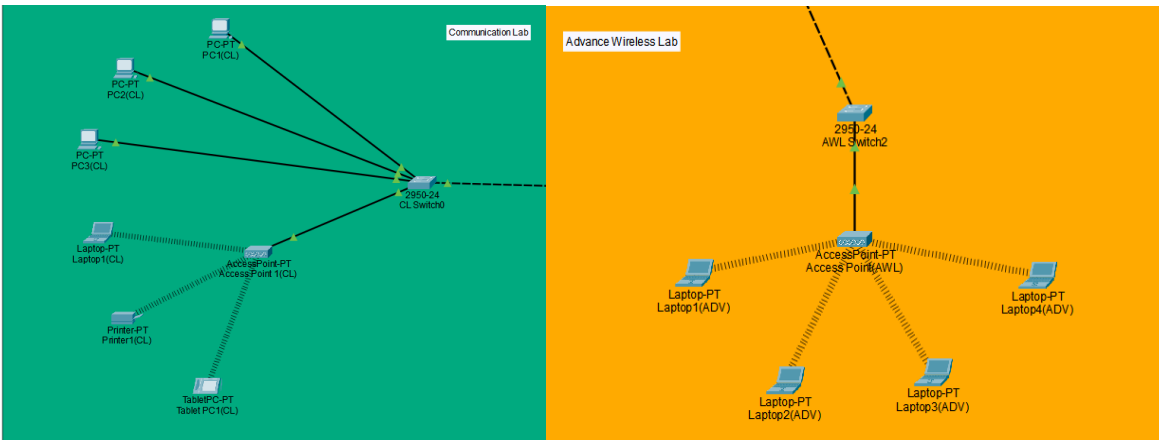 Communication Lab
PC-PT
PC1(CL)
PC-PT
PC2(CL)
PC-PT
PC3(CL)
2950-24
CL Switch0
Laptop-PT
Laptop1(CL)
AccessPoint-PT
Access Point 1(CL)
Printer-PT
Printer1(CL)
TabletPC-PT
Tablet PC1(CL)
Advance Wireless Lab
2950-24
AWL Switch2
AccessPoint-PT
Access Point(AWL)
Laptop-PT
Laptop1(ADV)
Laptop-PT
Laptop4(ADV)
Laptop-PT
Laptop2(ADV)
Laptop-PT
Laptop3(ADV)